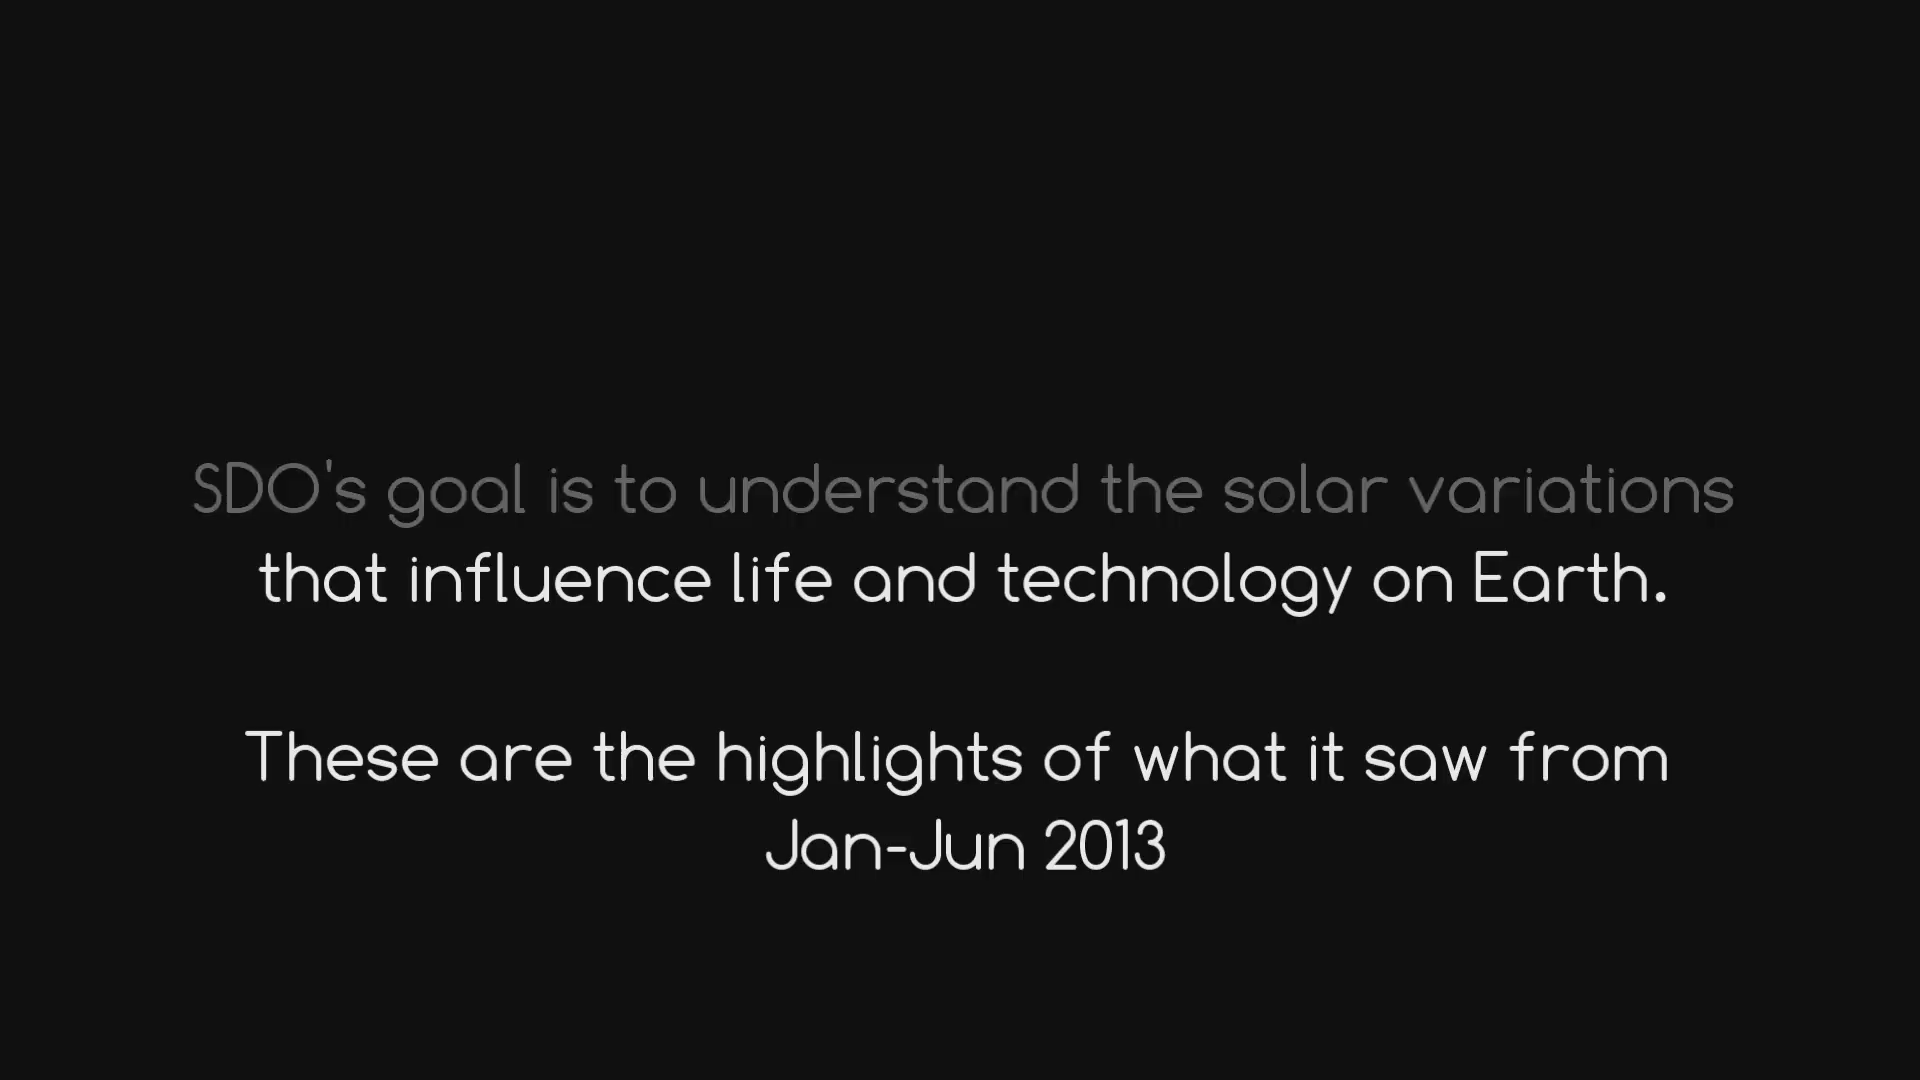 SDO's goal is to understand the solar variations
that influence life and technology on Earth.
These are the highlights of what it saw from
Jan-Jun 2013